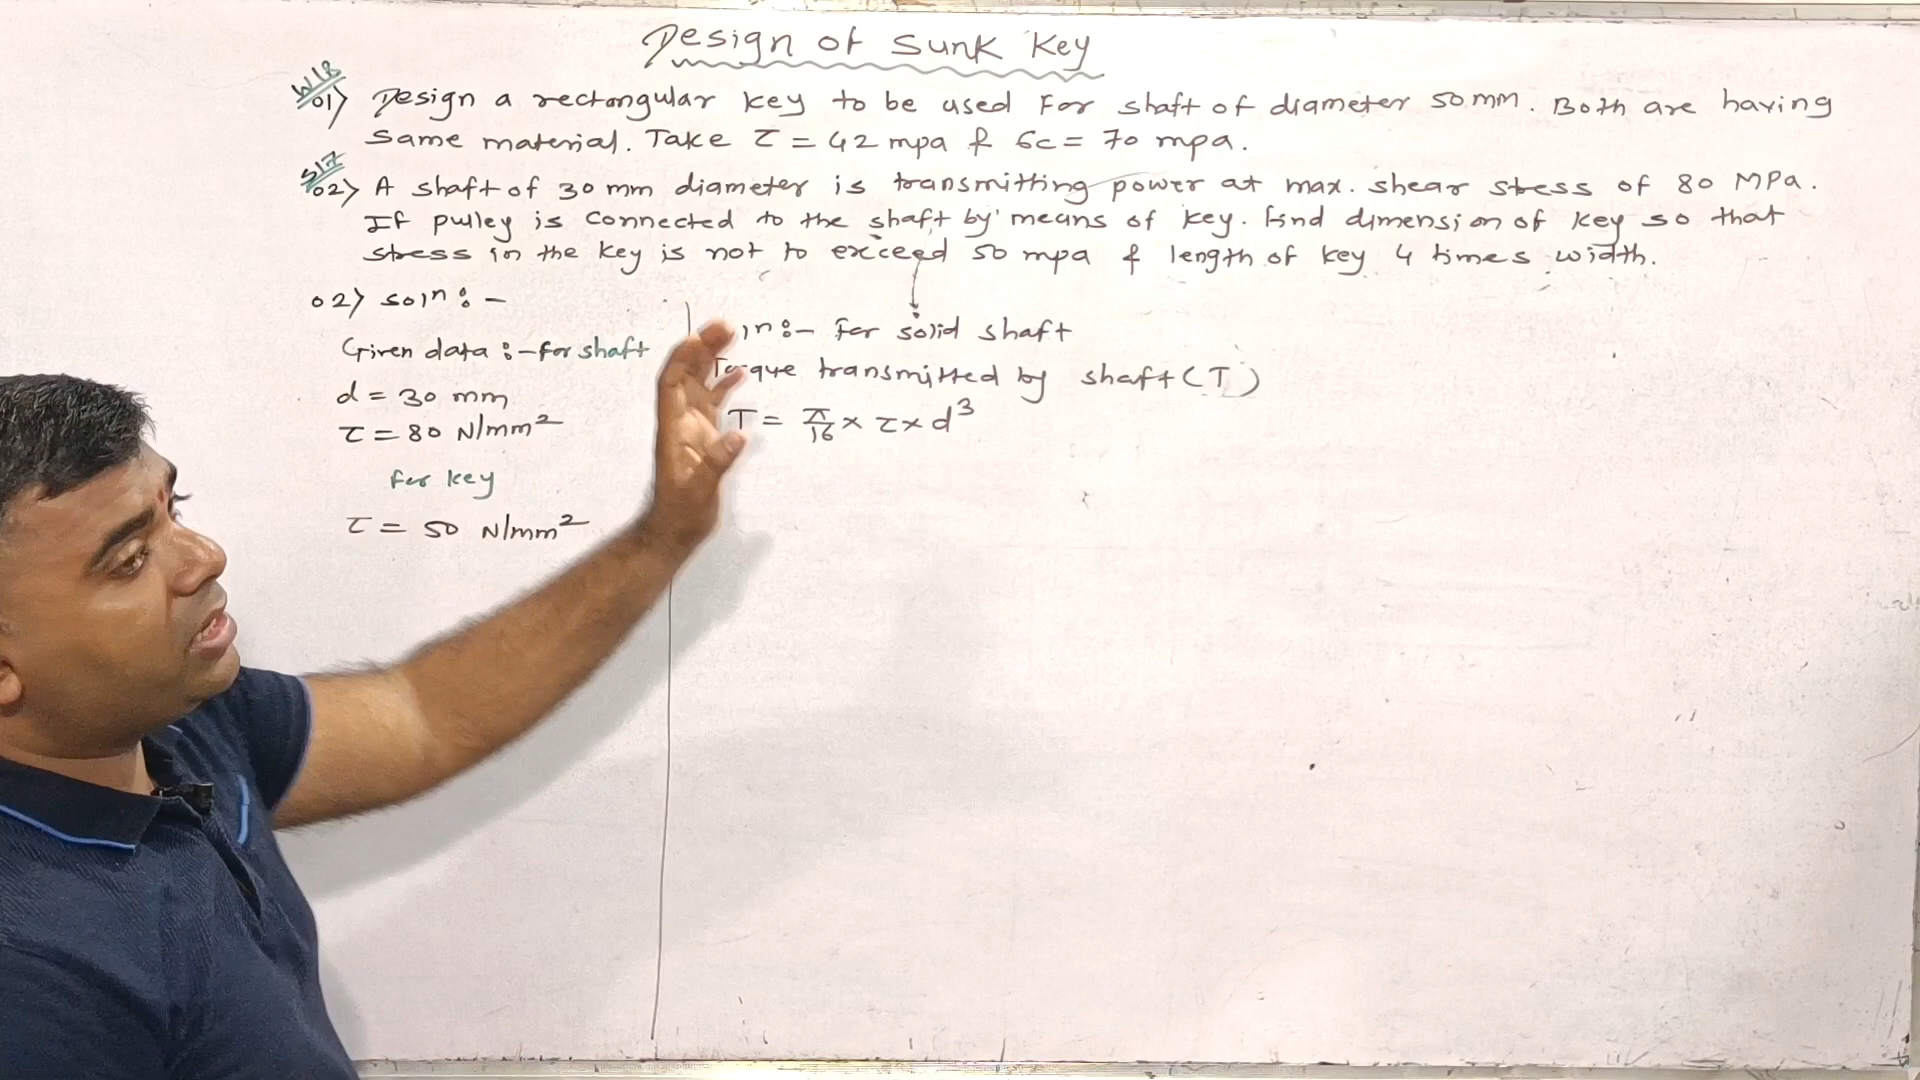 Design of Sunk Key
W18
01) Design a rectangular key to be used For shaft of diameter 50mm. Both are having
same material. Take τ = 42 mpa & σc = 70 mpa.
S17
02) A shaft of 30 mm diameter is transmitting power at max. shear stress of 80 MPa.
If pulley is connected to the shaft by means of key. find dimension of key so that
stress in the key is not to exceed 50 mpa & length of key 4 times width.
02) soln :-
Given data :- for shaft
d = 30 mm
τ = 80 N/mm²
for key
τ = 50 N/mm²
:- For solid shaft
Torque transmitted by shaft (T)
T = π/16 × τ × d³